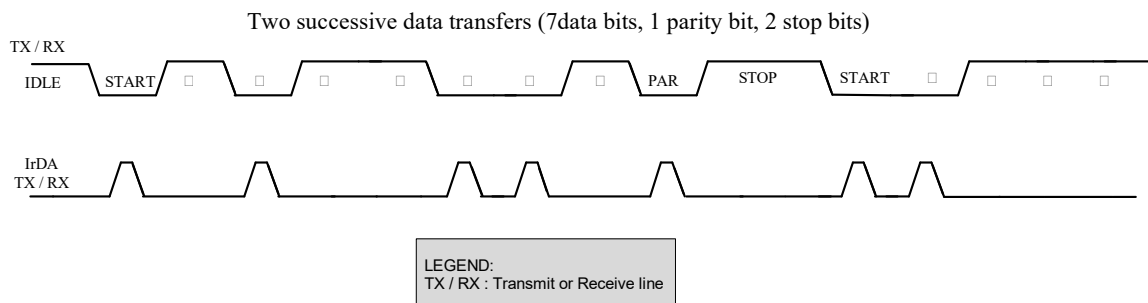 Two successive data transfers (7data bits, 1 parity bit, 2 stop bits)
TX / RX
IDLE START □ □ □ □ □ □ □ PAR STOP START □ □ □ □
IrDA
TX / RX
LEGEND:
TX / RX : Transmit or Receive line